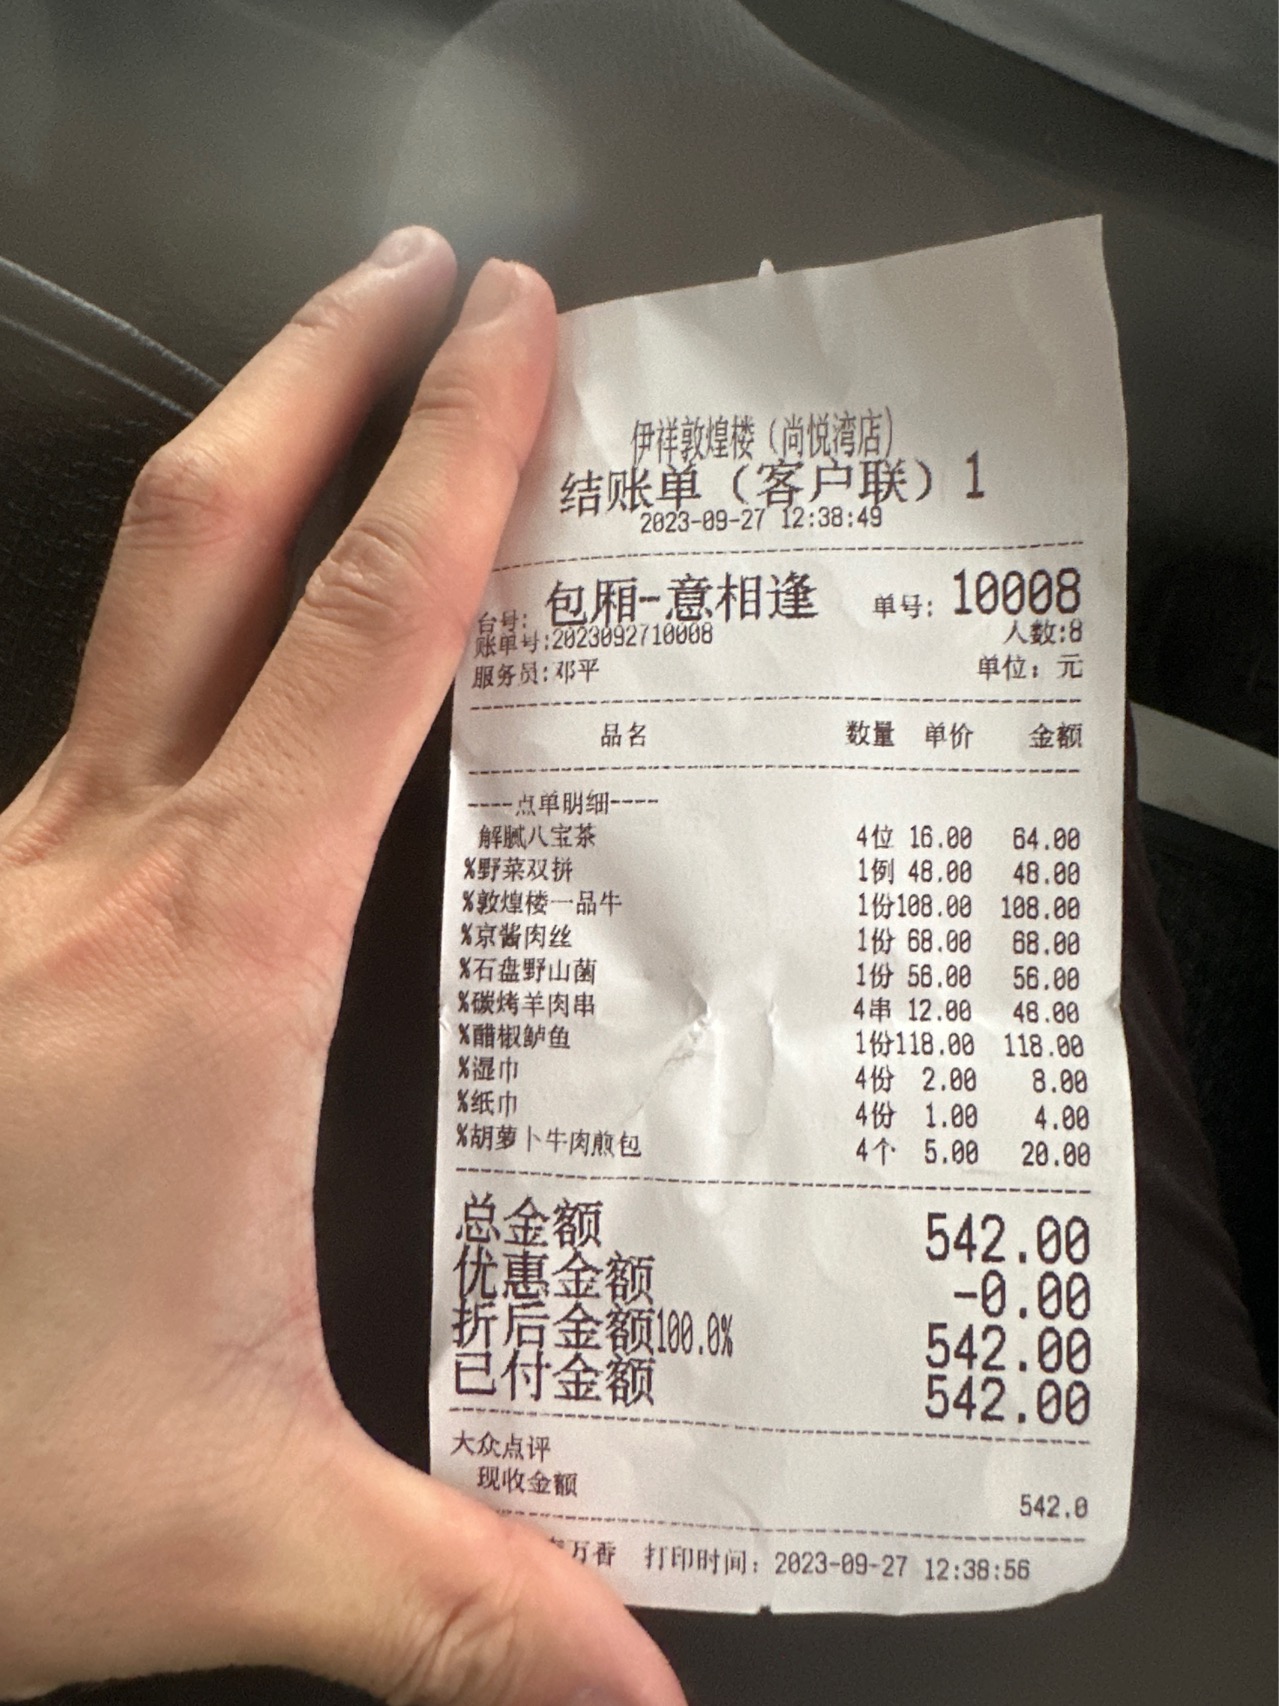 伊祥敦煌楼（尚悦湾店）
结账单（客户联）1
2023-09-27 12:38:49
台号: 包厢-意相逢 单号: 10008
账单号:2023092710008 人数:8
服务员:邓平 单位: 元
品名 数量 单价 金额
----点单明细----
解腻八宝茶 4位 16.00 64.00
%野菜双拼 1例 48.00 48.00
%敦煌楼一品牛 1份108.00 108.00
%京酱肉丝 1份 68.00 68.00
%石盘野山菌 1份 56.00 56.00
%碳烤羊肉串 4串 12.00 48.00
%醋椒鲈鱼 1份118.00 118.00
%湿巾 4份 2.00 8.00
%纸巾 4份 1.00 4.00
%胡萝卜牛肉煎包 4个 5.00 20.00
总金额 542.00
优惠金额 -0.00
折后金额100.0% 542.00
已付金额 542.00
大众点评
现收金额 542.0
万香 打印时间: 2023-09-27 12:38:56